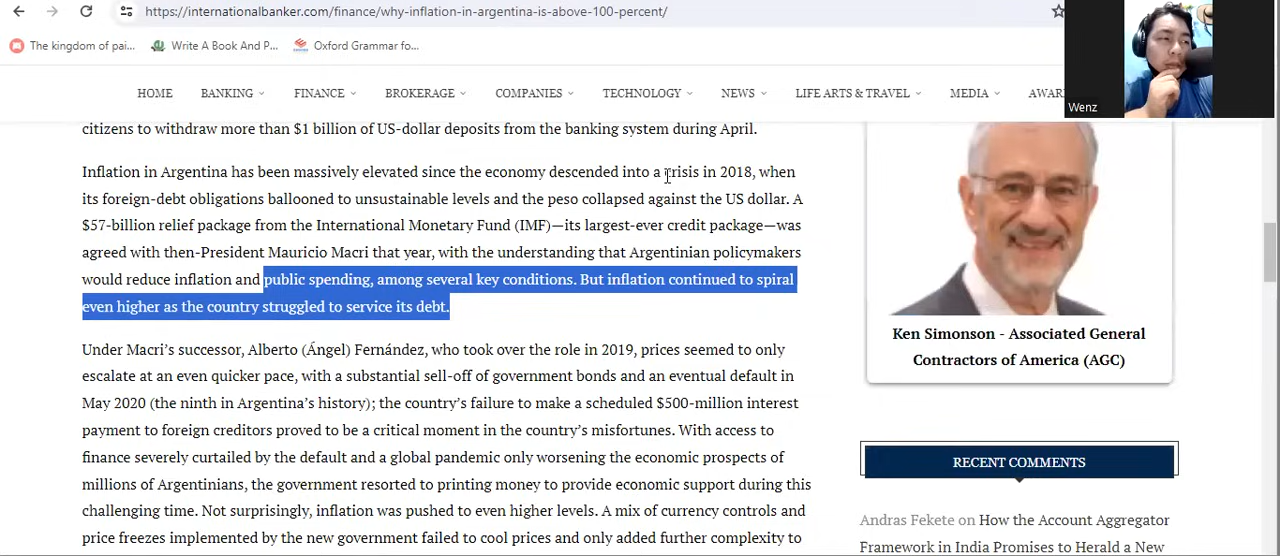 https://internationalbanker.com/finance/why-inflation-in-argentina-is-above-100-percent/
The kingdom of pai...
Write A Book And P...
Oxford Grammar fo...
Wenz
HOME BANKING FINANCE BROKERAGE COMPANIES TECHNOLOGY NEWS LIFE ARTS & TRAVEL MEDIA AWAR
citizens to withdraw more than $1 billion of US-dollar deposits from the banking system during April.
Inflation in Argentina has been massively elevated since the economy descended into a crisis in 2018, when
its foreign-debt obligations ballooned to unsustainable levels and the peso collapsed against the US dollar. A
$57-billion relief package from the International Monetary Fund (IMF)—its largest-ever credit package—was
agreed with then-President Mauricio Macri that year, with the understanding that Argentinian policymakers
would reduce inflation and public spending, among several key conditions. But inflation continued to spiral
even higher as the country struggled to service its debt.
Under Macri’s successor, Alberto (Ángel) Fernández, who took over the role in 2019, prices seemed to only
escalate at an even quicker pace, with a substantial sell-off of government bonds and an eventual default in
May 2020 (the ninth in Argentina’s history); the country’s failure to make a scheduled $500-million interest
payment to foreign creditors proved to be a critical moment in the country’s misfortunes. With access to
finance severely curtailed by the default and a global pandemic only worsening the economic prospects of
millions of Argentinians, the government resorted to printing money to provide economic support during this
challenging time. Not surprisingly, inflation was pushed to even higher levels. A mix of currency controls and
price freezes implemented by the new government failed to cool prices and only added further complexity to
Ken Simonson - Associated General
Contractors of America (AGC)
RECENT COMMENTS
Andras Fekete on How the Account Aggregator
Framework in India Promises to Herald a New